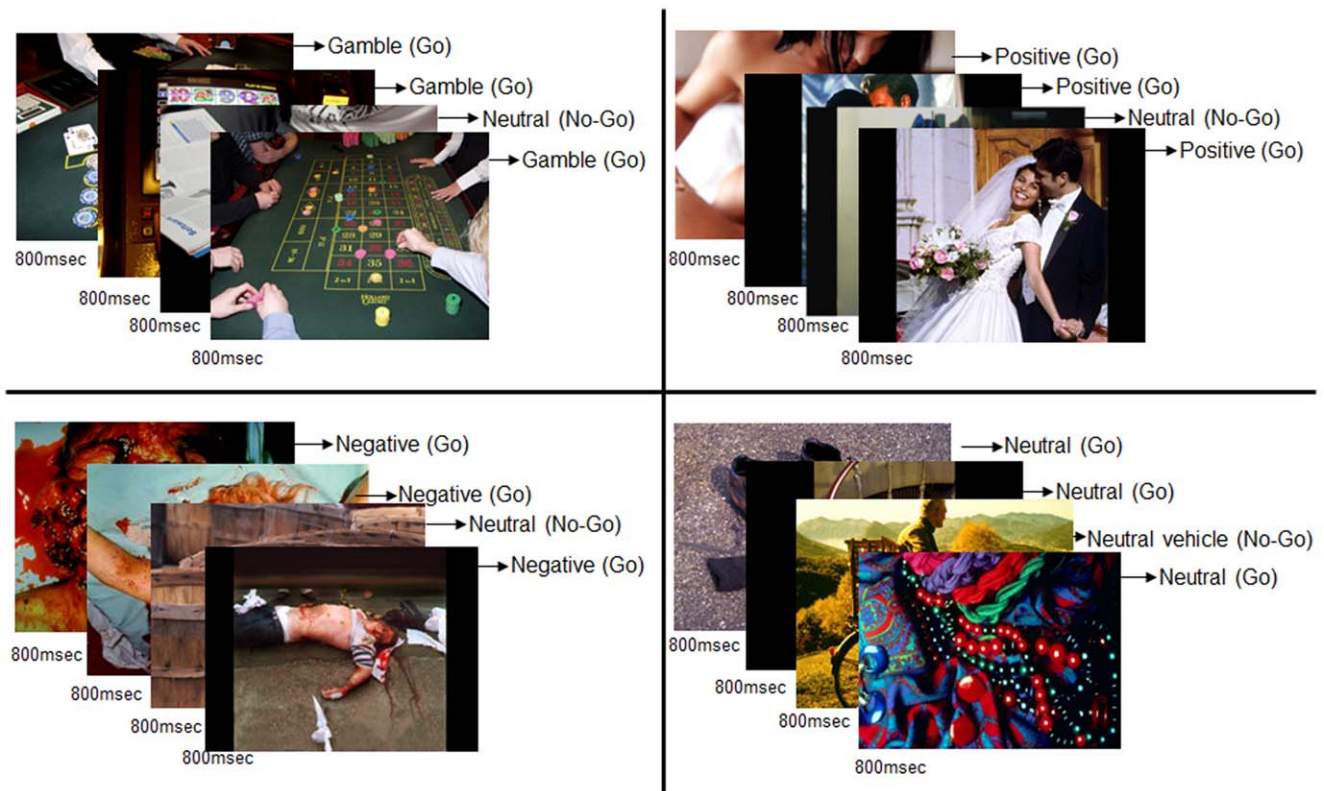 Gamble (Go)
Gamble (Go)
Neutral (No-Go)
Gamble (Go)
800msec
800msec
800msec
800msec
Positive (Go)
Positive (Go)
Neutral (No-Go)
Positive (Go)
800msec
800msec
800msec
800msec
Negative (Go)
Negative (Go)
Neutral (No-Go)
Negative (Go)
800msec
800msec
800msec
800msec
Neutral (Go)
Neutral (Go)
Neutral vehicle (No-Go)
Neutral (Go)
800msec
800msec
800msec
800msec